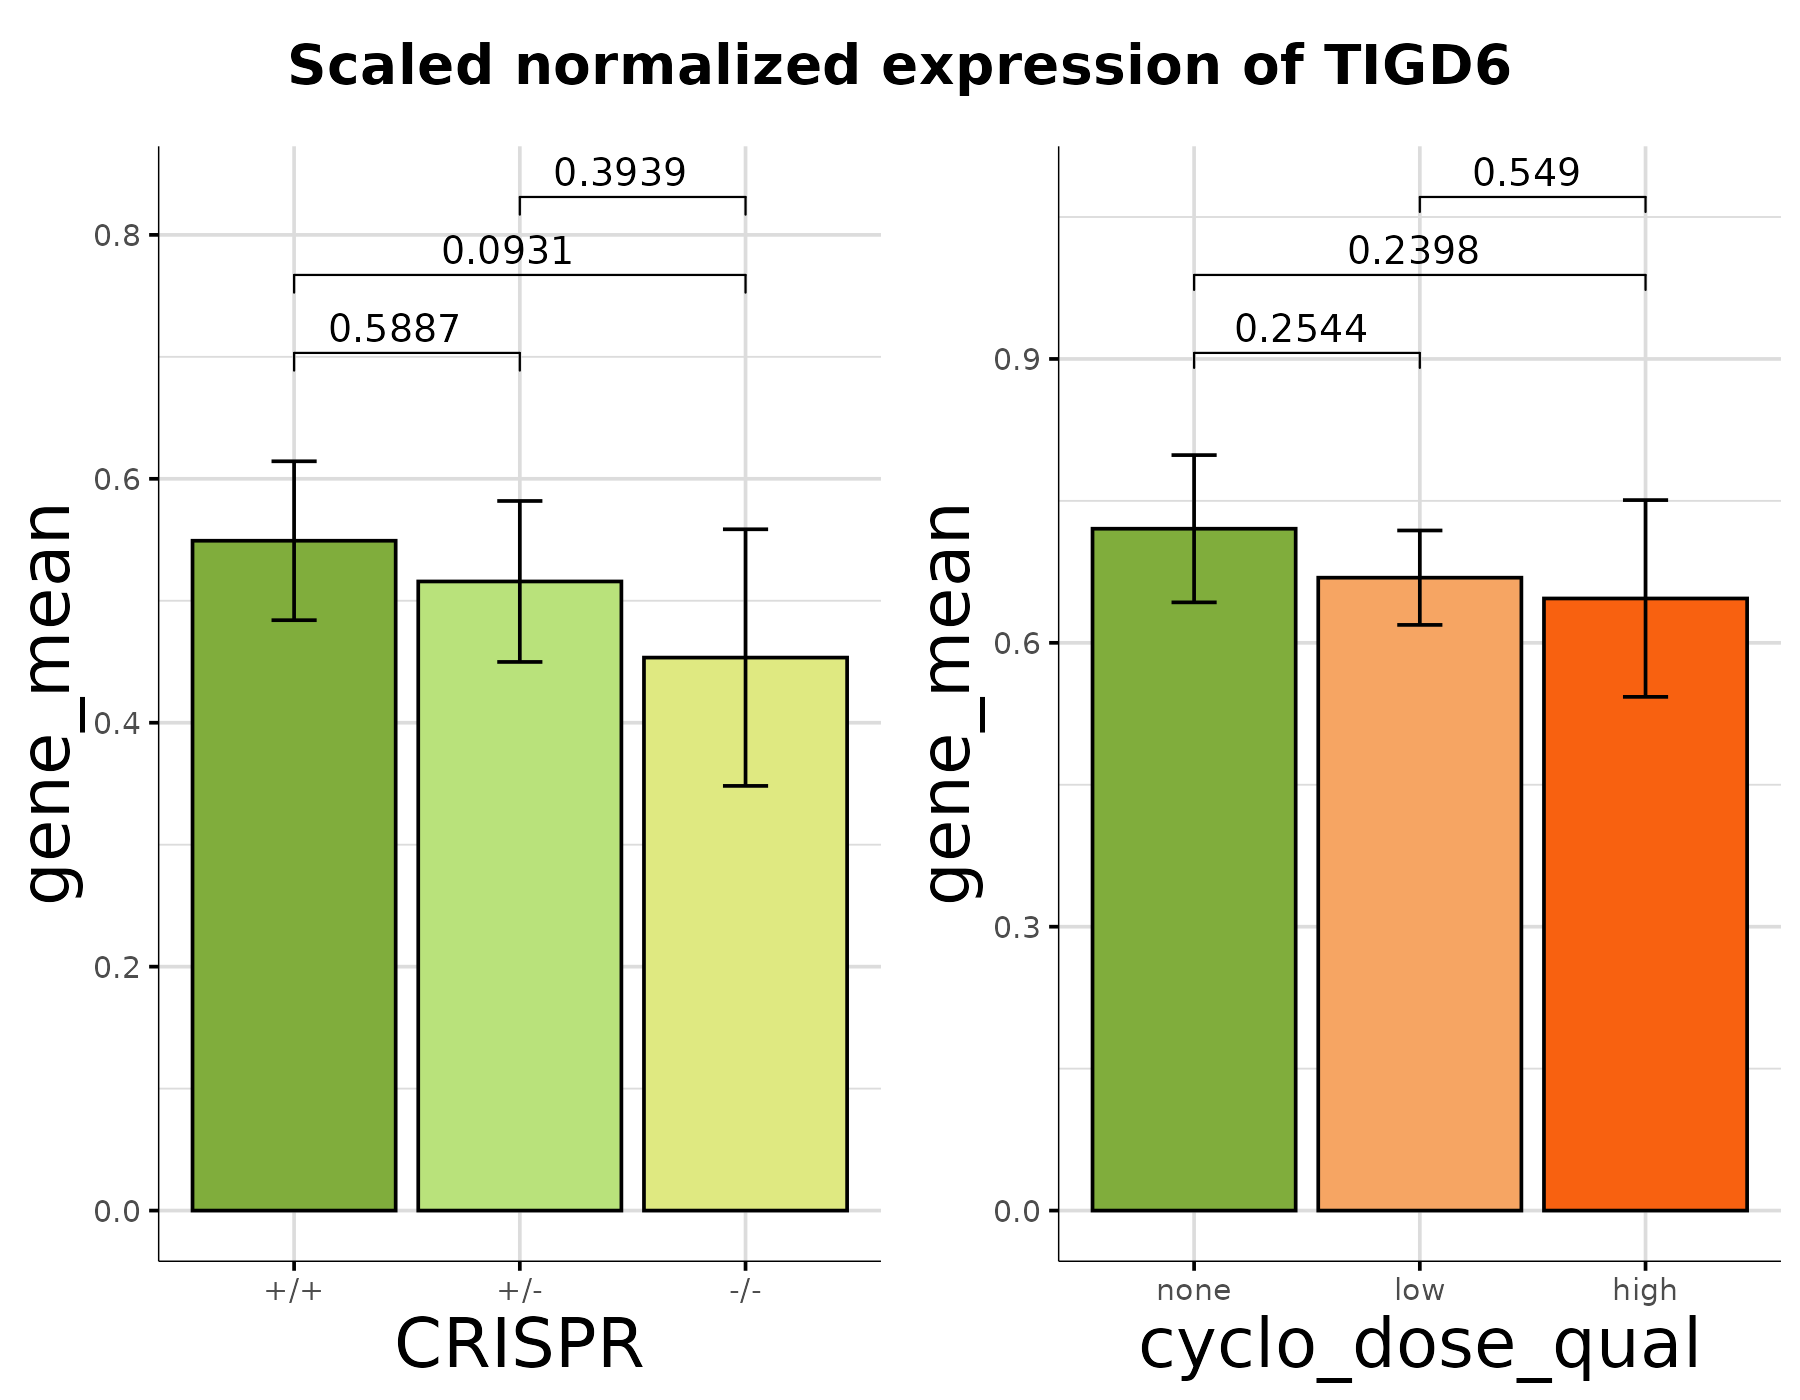 Scaled normalized expression of TIGD6
gene_mean
0.8
0.6
0.4
0.2
0.0
0.3939
0.0931
0.5887
+/+
+/-
-/-
CRISPR
gene_mean
0.9
0.6
0.3
0.0
0.549
0.2398
0.2544
none
low
high
cyclo_dose_qual